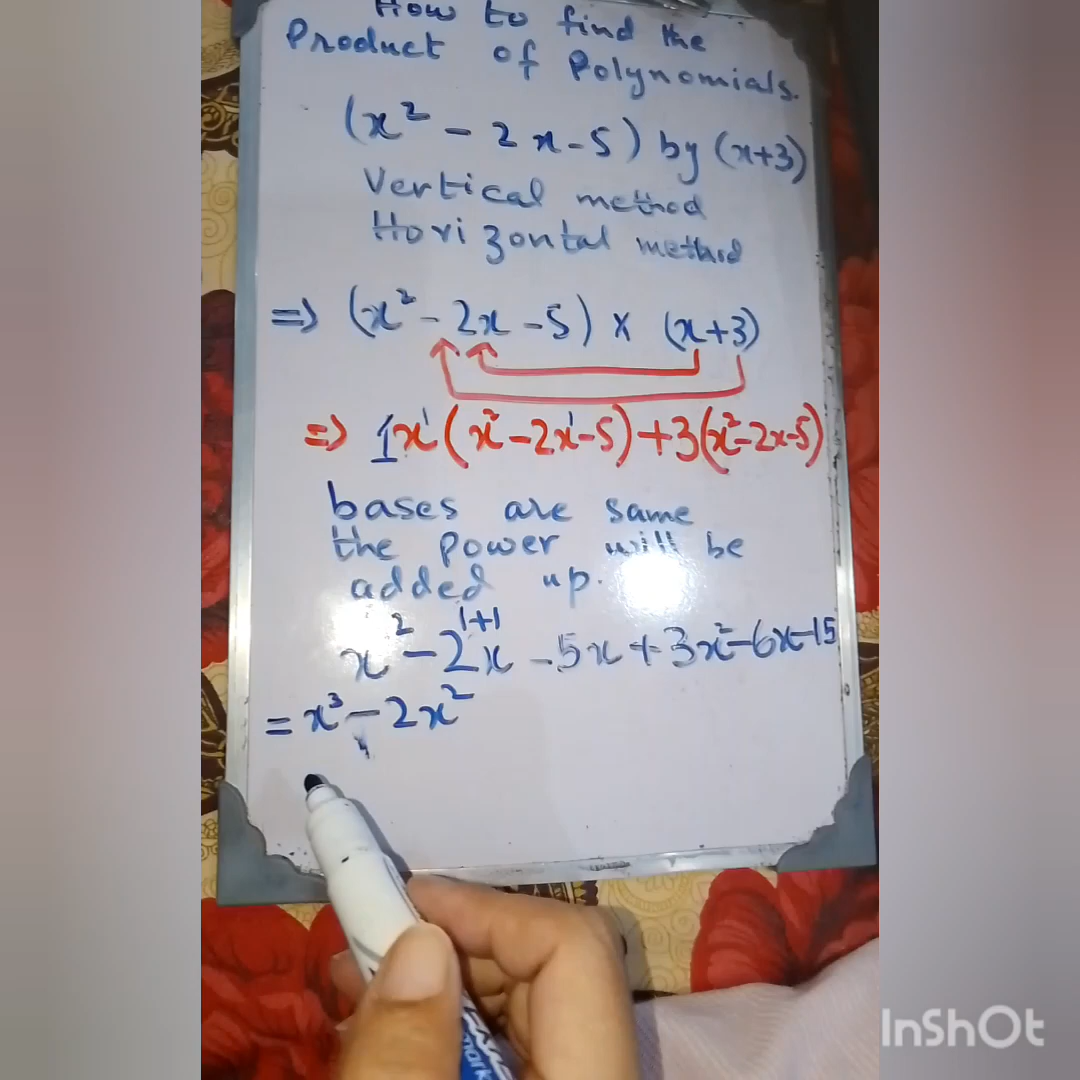 How to find the
Product of Polynomials.
(x² - 2x - 5) by (x+3)
Vertical method
Horizontal method
=> (x² - 2x - 5) × (x+3)
=> 1x¹(x² - 2x¹ - 5) + 3(x² - 2x - 5)
bases are same
the power will be
added up.
x² - 2x¹⁺¹ - 5x + 3x² - 6x - 15
= x³ - 2x²
InShOt